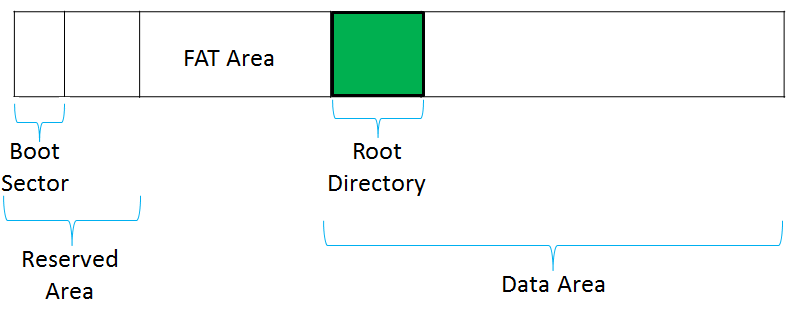 FAT Area
Boot
Sector
Root
Directory
Reserved
Area
Data Area